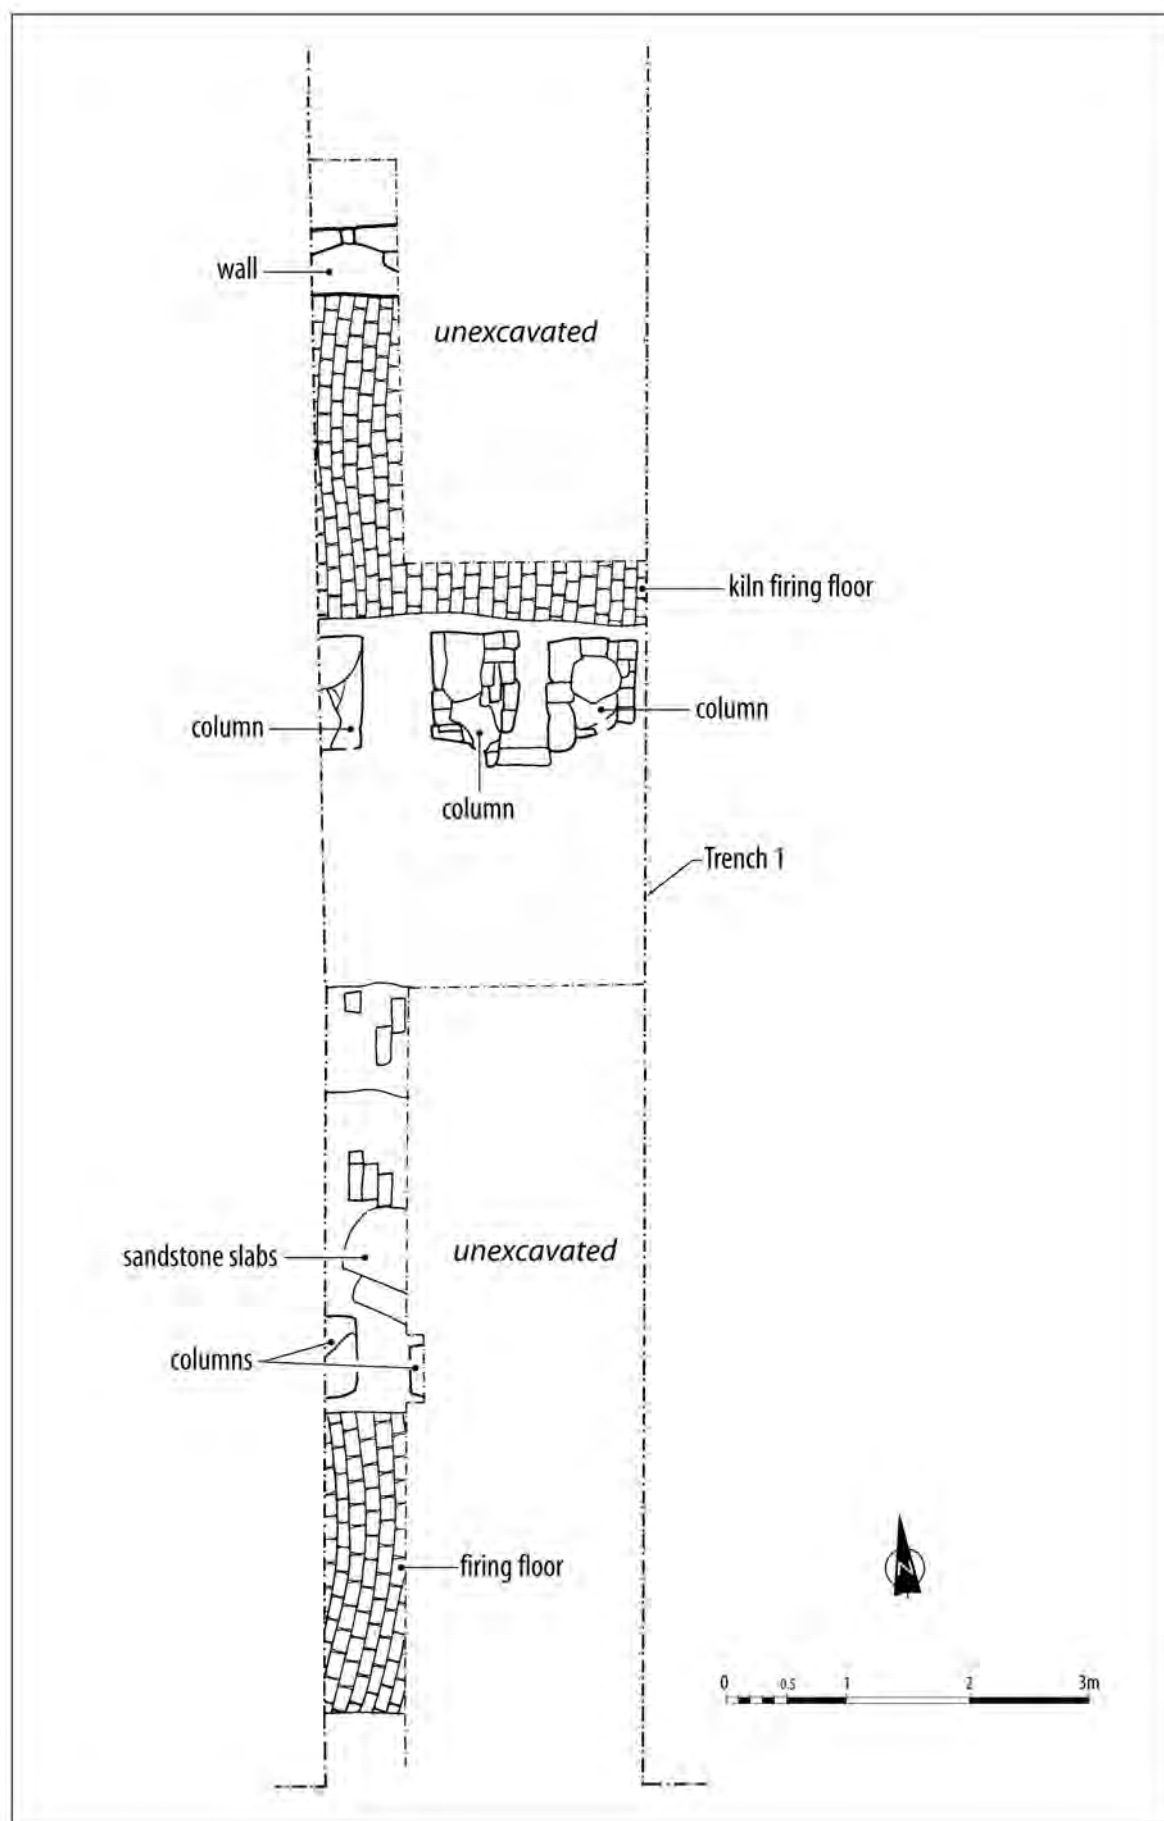 wall
unexcavated
kiln firing floor
column
column
column
Trench 1
sandstone slabs
unexcavated
columns
firing floor
N
0 0.5 1 2 3m